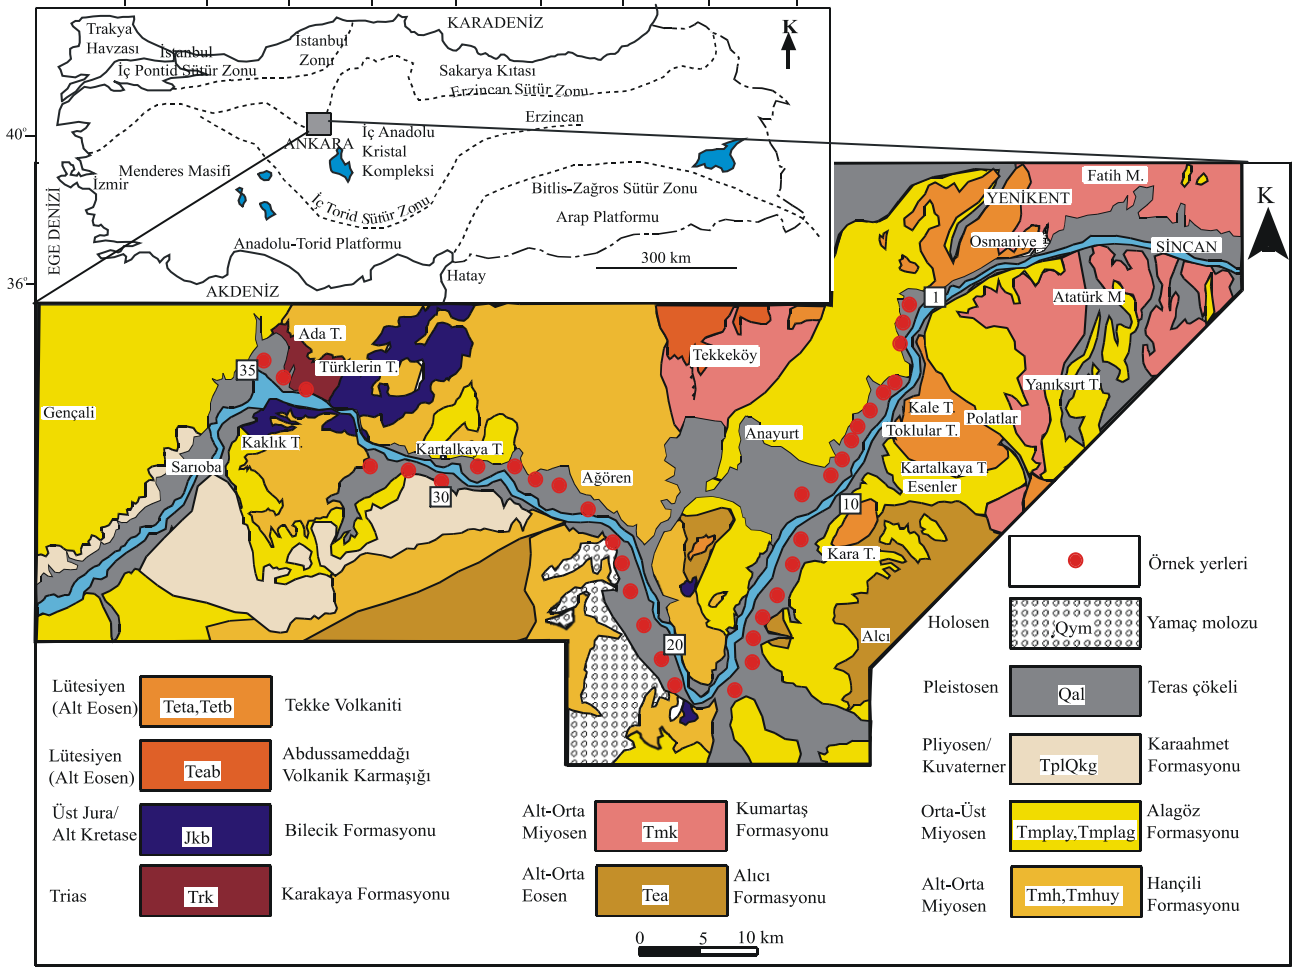 KARADENİZ
Trakya
Havzası
İstanbul
İç Pontid Sütür Zonu
İstanbul
Zonu
Sakarya Kıtası
Erzincan Sütür Zonu
Erzincan
K
40°
ANKARA
İç Anadolu
Kristal
Kompleksi
Menderes Masifi
İzmir
EGE DENİZİ
İç Torid Sütür Zonu
Bitlis-Zağros Sütür Zonu
Arap Platformu
Anadolu-Torid Platformu
300 km
Hatay
36°
AKDENİZ
Fatih M.
YENİKENT
K
Osmaniye
SİNCAN
1
Atatürk M.
Ada T.
Tekkeköy
35
Türklerin T.
Yanıksırt T.
Gençali
Kale T.
Polatlar
Kaklık T.
Anayurt
Toklular T.
Kartalkaya T.
Sarıoba
Kartalkaya T.
Esenler
Ağören
30
10
Kara T.
Alcı
20
Örnek yerleri
Holosen
Qym
Yamaç molozu
Pleistosen
Qal
Teras çökeli
Pliyosen/
Kuvaterner
TplQkg
Karaahmet
Formasyonu
Orta-Üst
Miyosen
Tmplay,Tmplag
Alagöz
Formasyonu
Alt-Orta
Miyosen
Tmh,Tmhuy
Hançili
Formasyonu
Lütesiyen
(Alt Eosen)
Teta,Tetb
Tekke Volkaniti
Lütesiyen
(Alt Eosen)
Teab
Abdussameddağı
Volkanik Karmaşığı
Üst Jura/
Alt Kretase
Jkb
Bilecik Formasyonu
Trias
Trk
Karakaya Formasyonu
Alt-Orta
Miyosen
Tmk
Kumartaş
Formasyonu
Alt-Orta
Eosen
Tea
Alıcı
Formasyonu
0 5 10 km